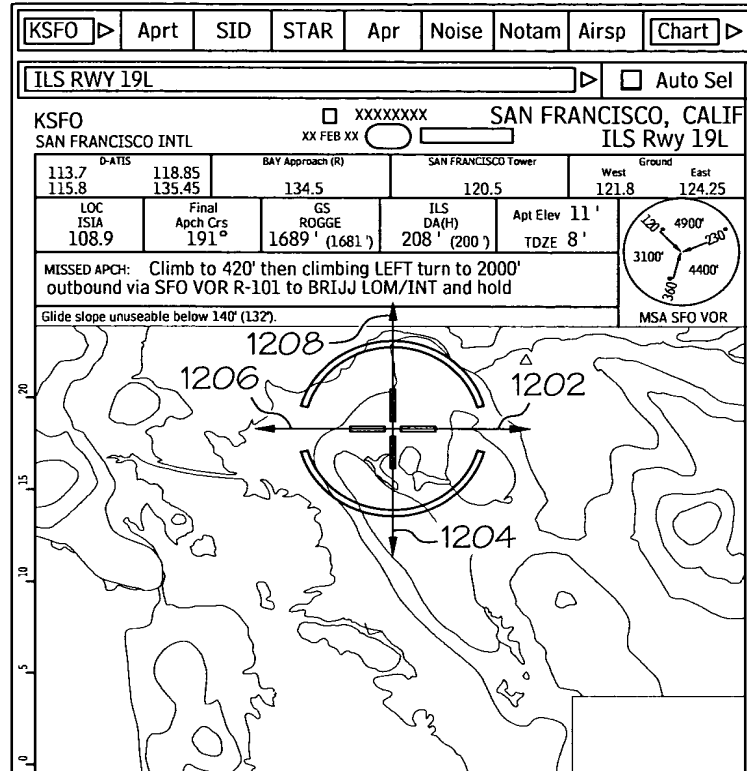 KSFO Aprt SID STAR Apr Noise Notam Airsp Chart
ILS RWY 19L Auto Sel
KSFO XXXXXXXX SAN FRANCISCO, CALIF
SAN FRANCISCO INTL XX FEB XX ILS Rwy 19L
D-ATIS BAY Approach (R) SAN FRANCISCO Tower Ground
West East
113.7 118.85
115.8 135.45 134.5 120.5 121.8 124.25
LOC Final GS ILS Apt Elev 11'
ISIA Apch Crs ROGGE DA(H)
108.9 191° 1689' (1681') 208' (200') TDZE 8'
120° 4900' 230°
3100' 4400'
360°
MISSED APCH: Climb to 420' then climbing LEFT turn to 2000'
outbound via SFO VOR R-101 to BRIJJ LOM/INT and hold
Glide slope unuseable below 140' (132'). MSA SFO VOR
1208
1206 1202
20
15
1204
10
5
0